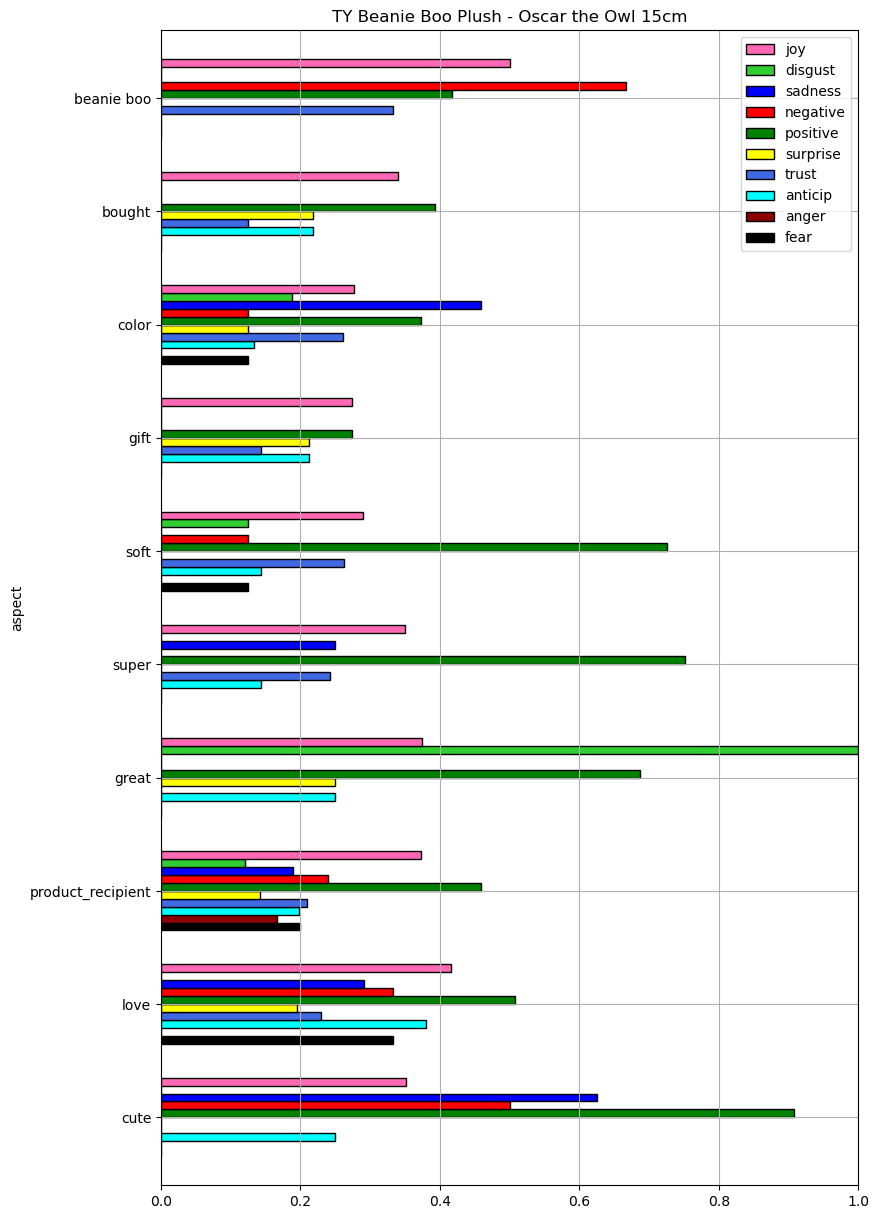 TY Beanie Boo Plush - Oscar the Owl 15cm
joy
disgust
sadness
negative
positive
surprise
trust
anticip
anger
fear
aspect
beanie boo
bought
color
gift
soft
super
great
product_recipient
love
cute
0.0 0.2 0.4 0.6 0.8 1.0